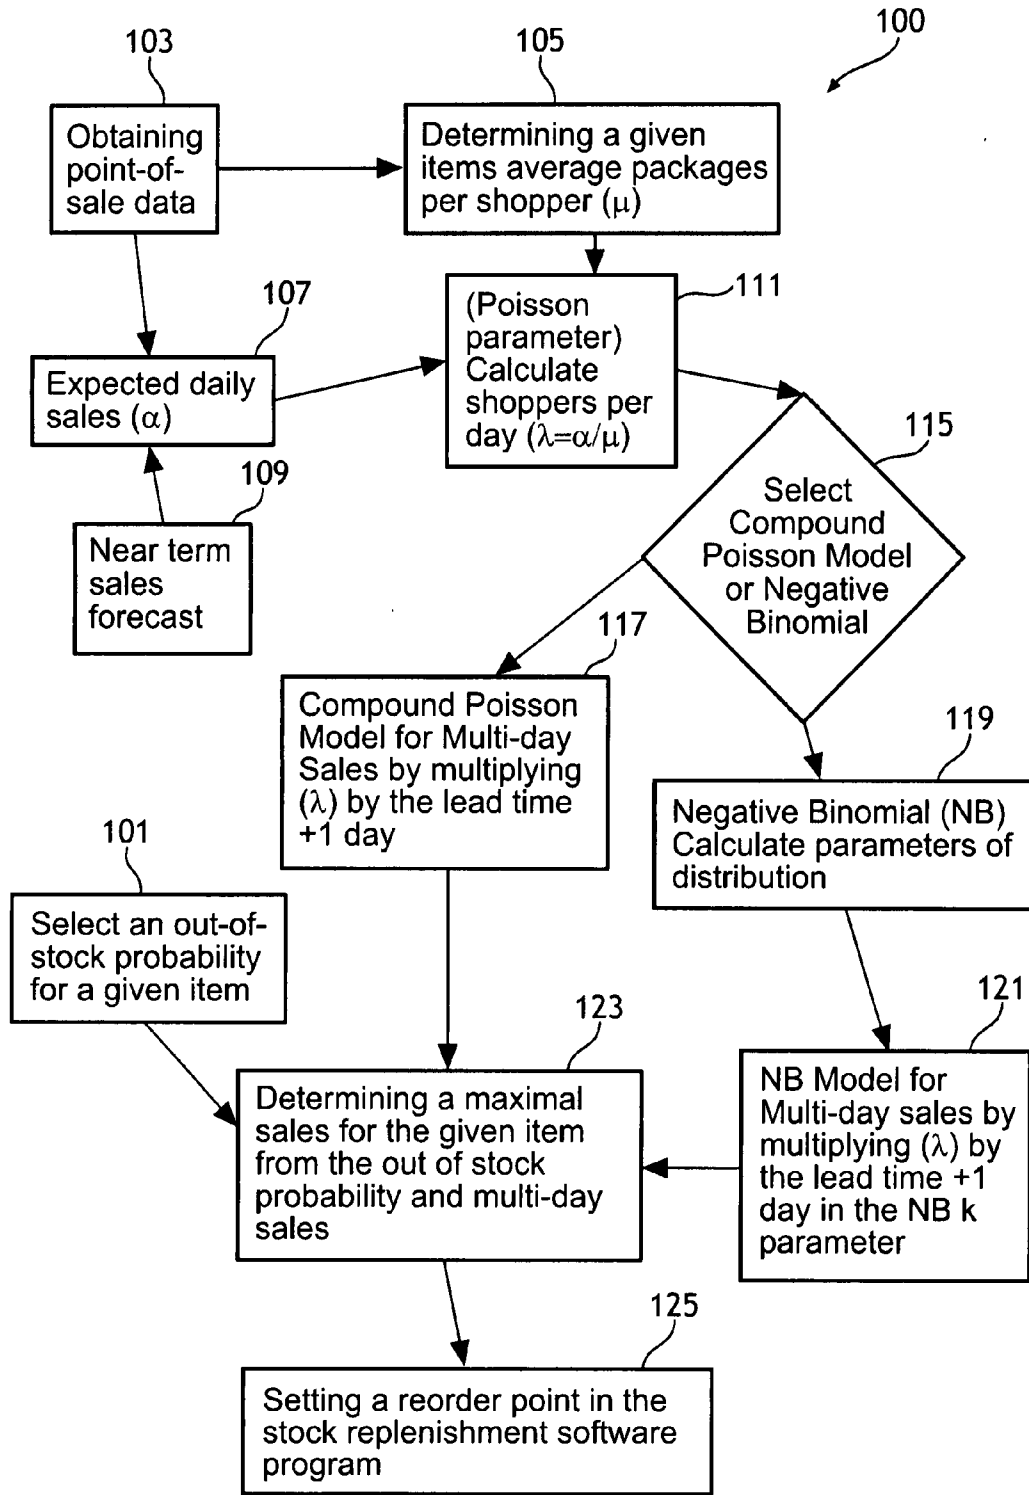 100
103
Obtaining
point-of-
sale data
105
Determining a given
items average packages
per shopper (μ)
107
Expected daily
sales (α)
109
Near term
sales
forecast
111
(Poisson
parameter)
Calculate
shoppers per
day (λ=α/μ)
115
Select
Compound
Poisson Model
or Negative
Binomial
117
Compound Poisson
Model for Multi-day
Sales by multiplying
(λ) by the lead time
+1 day
119
Negative Binomial (NB)
Calculate parameters of
distribution
101
Select an out-of-
stock probability
for a given item
121
NB Model for
Multi-day sales by
multiplying (λ) by
the lead time +1
day in the NB k
parameter
123
Determining a maximal
sales for the given item
from the out of stock
probability and multi-day
sales
125
Setting a reorder point in the
stock replenishment software
program